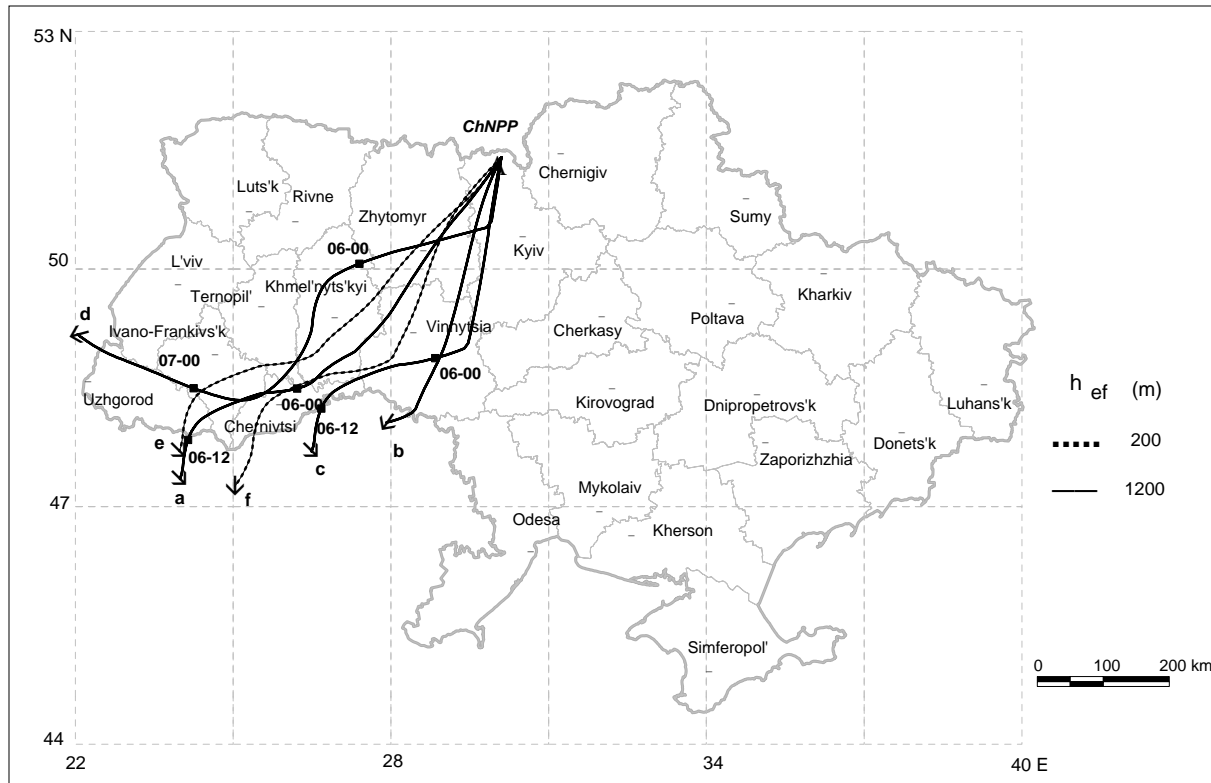 53 N
ChNPP
Chernigiv
Luts'k
Rivne
Zhytomyr
Sumy
06-00
Kyiv
50
L'viv
Khmel'nyts'kyi
Kharkiv
Ternopil'
d
Ivano-Frankivs'k
Vinnytsia
Cherkasy
Poltava
07-00
06-00
h ef (m)
Uzhgorod
06-00
Kirovograd
Dnipropetrovs'k
Luhans'k
Chernivtsi
06-12
Donets'k
200
e
06-12
c
b
Zaporizhzhia
a
f
Mykolaiv
1200
47
Odesa
Kherson
Simferopol'
0 100 200 km
44
22
28
34
40 E